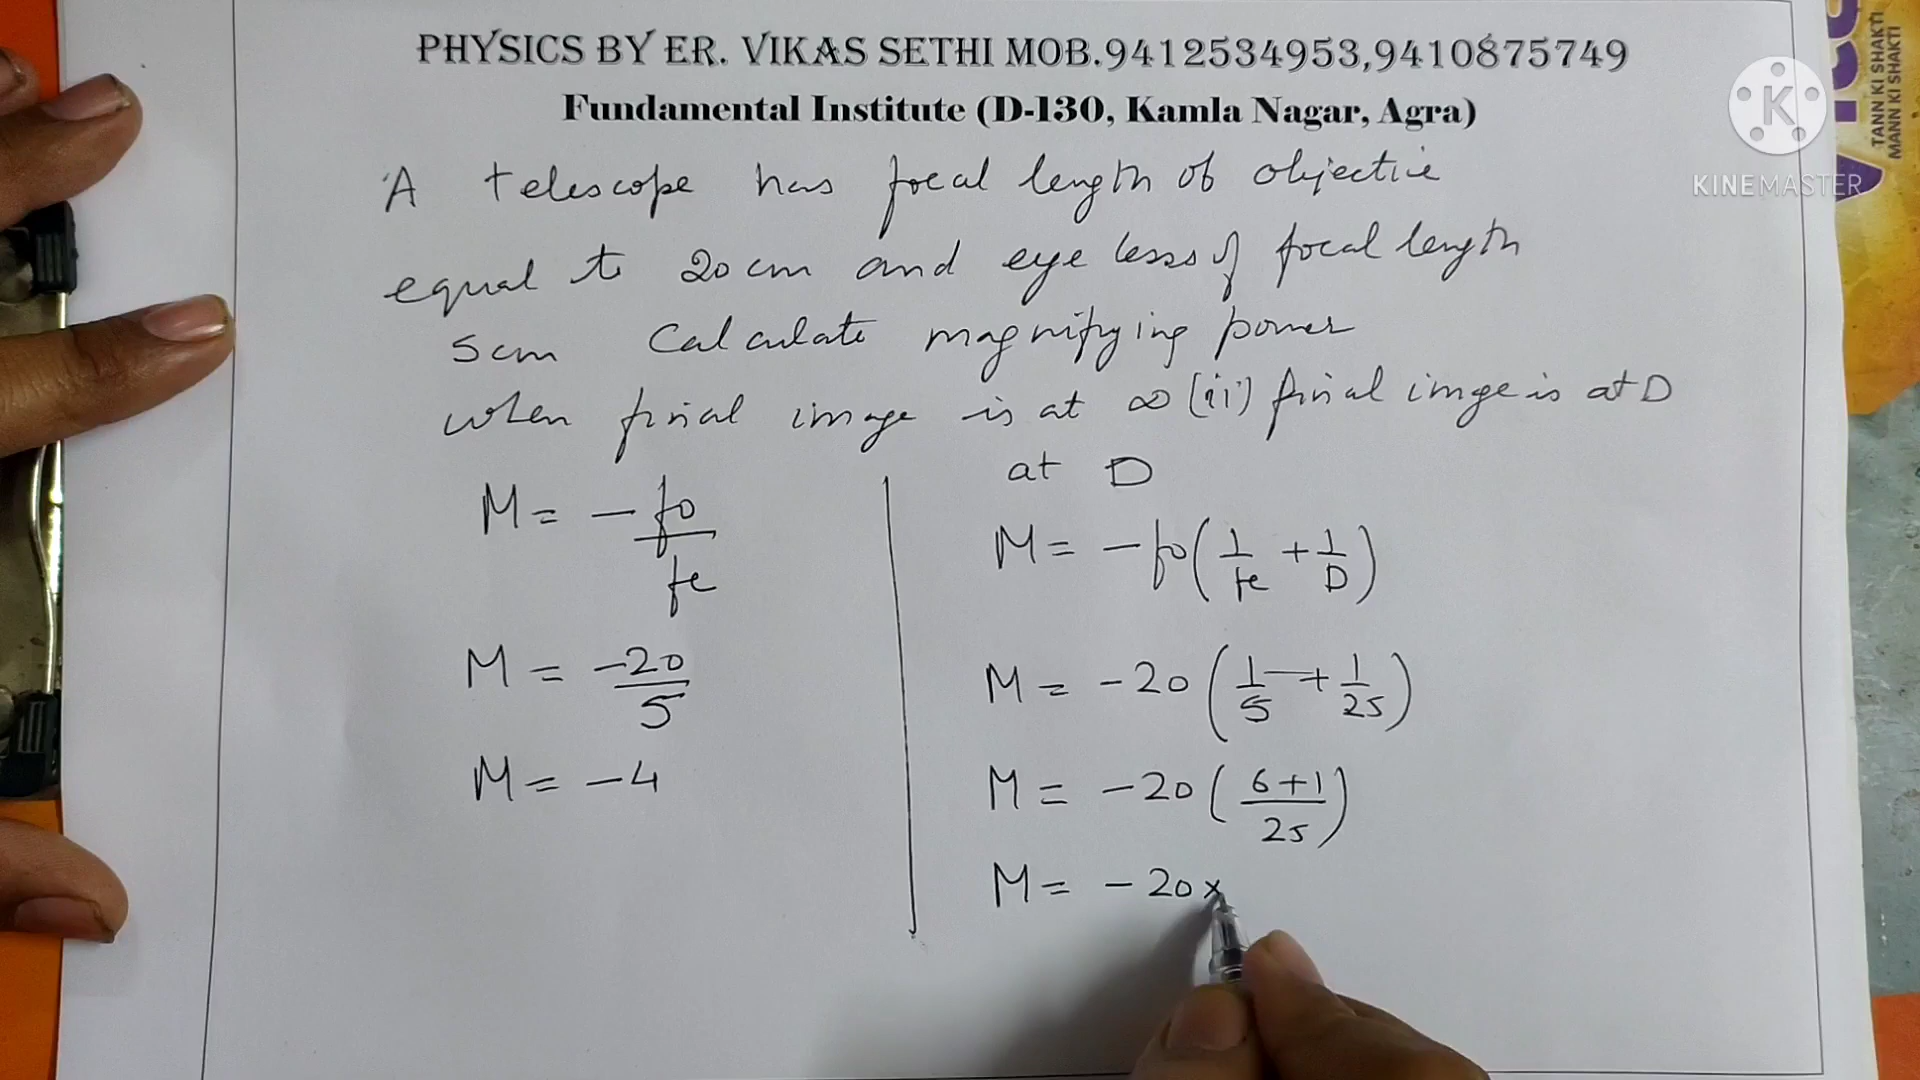 PHYSICS BY ER. VIKAS SETHI MOB.9412534953,9410875749
Fundamental Institute (D-130, Kamla Nagar, Agra)
K
KINEMASTER
TANN KI SHAKTI
MANN KI SHAKTI
A telescope has focal length of objective
equal to 20 cm and eye lens of focal length
5cm Calculate magnifying power
when final image is at ∞ (ii) final imge is at D
M = - fo/fe
M = -20/5
M = -4
at D
M = -fo(1/fe + 1/D)
M = -20(1/5 + 1/25)
M = -20(6+1/25)
M = -20×